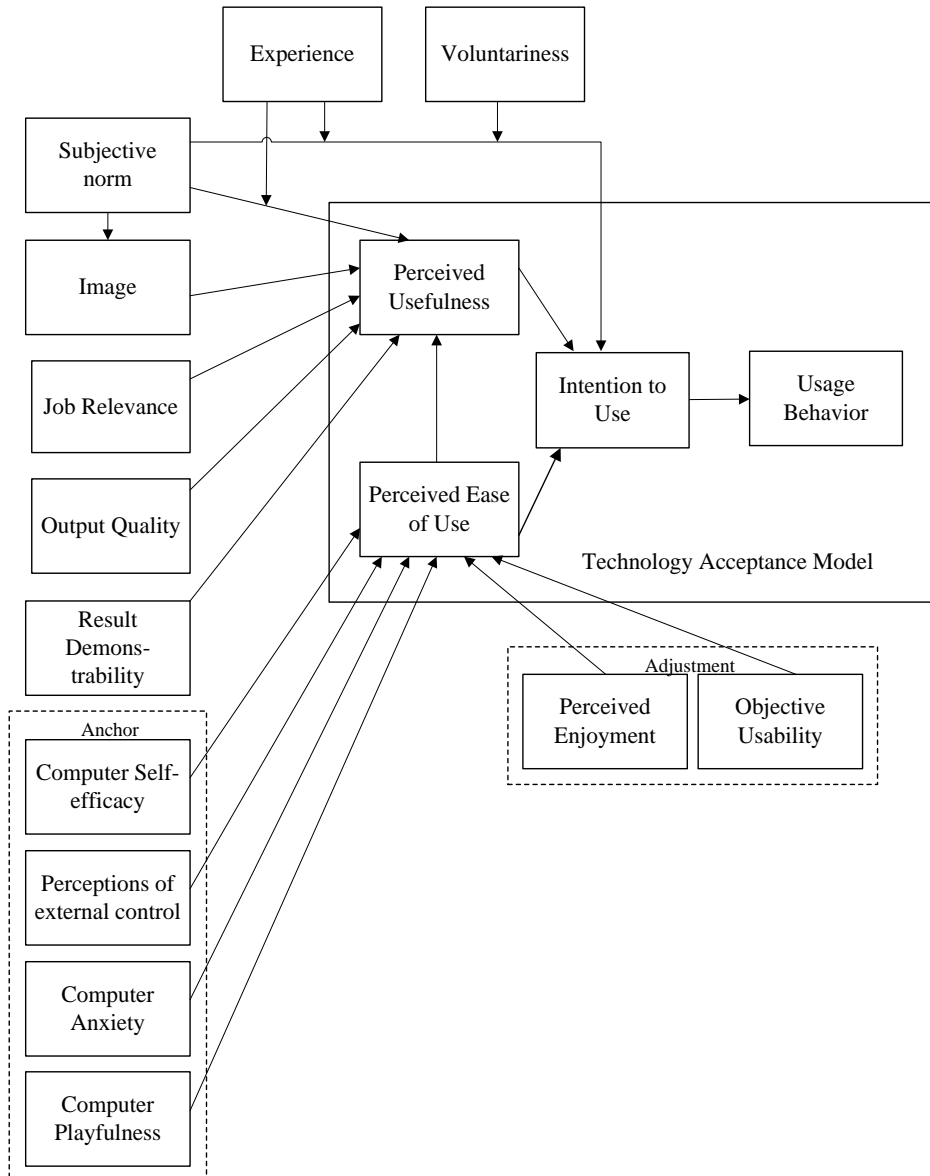 Experience
Voluntariness
Subjective
norm
Image
Perceived
Usefulness
Job Relevance
Intention to
Use
Usage
Behavior
Output Quality
Perceived Ease
of Use
Technology Acceptance Model
Result
Demons-
trability
Adjustment
Perceived
Enjoyment
Objective
Usability
Anchor
Computer Self-
efficacy
Perceptions of
external control
Computer
Anxiety
Computer
Playfulness